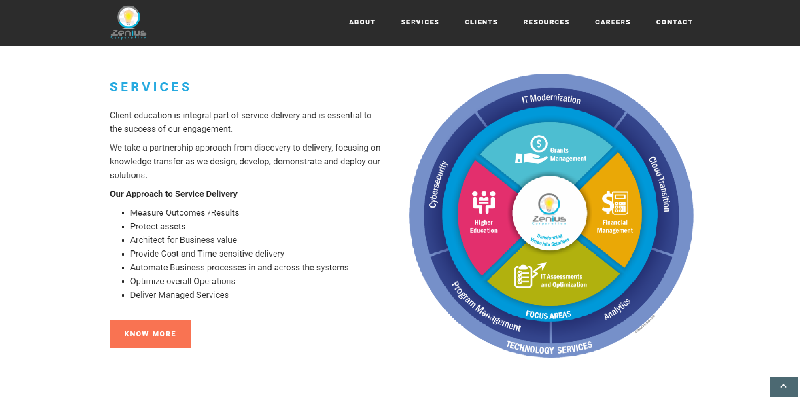 Zenius
ABOUT SERVICES CLIENTS RESOURCES CAREERS CONTACT
SERVICES
Client education is integral part of service delivery and is essential to
the success of our engagement.
We take a partnership approach from discovery to delivery, focusing on
knowledge transfer as we design, develop, demonstrate and deploy our
solutions.
Our Approach to Service Delivery
Measure Outcomes / Results
Protect assets
Architect for Business value
Provide Cost and Time sensitive delivery
Automate Business processes in and across the systems
Optimize overall Operations
Deliver Managed Services
KNOW MORE
IT Modernization
Cloud Transition
Analytics
Program Management
Cybersecurity
TECHNOLOGY SERVICES
FOCUS AREAS
Grants
Management
Financial
Management
IT Assessments
and Optimization
Higher
Education
Zenius